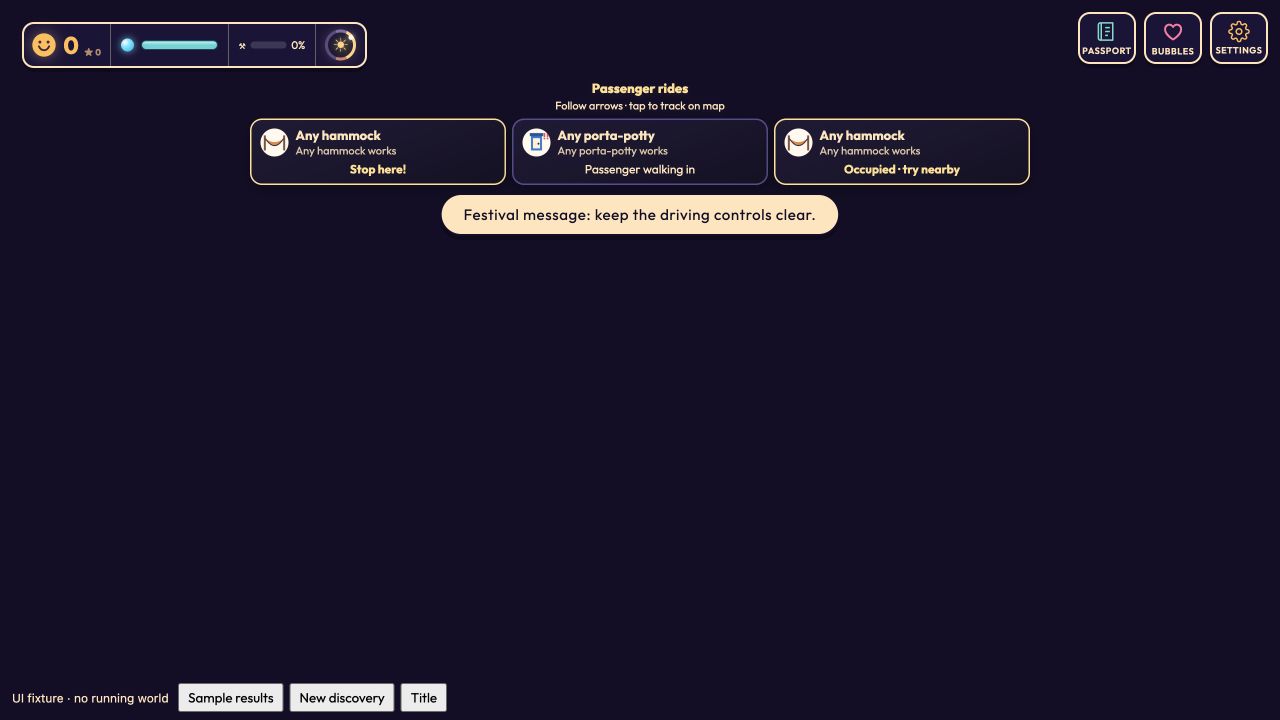 0 ★ 0
0%
PASSPORT
BUBBLES
SETTINGS
Passenger rides
Follow arrows · tap to track on map
Any hammock
Any hammock works
Stop here!
Any porta-potty
Any porta-potty works
Passenger walking in
Any hammock
Any hammock works
Occupied · try nearby
Festival message: keep the driving controls clear.
UI fixture · no running world
Sample results
New discovery
Title